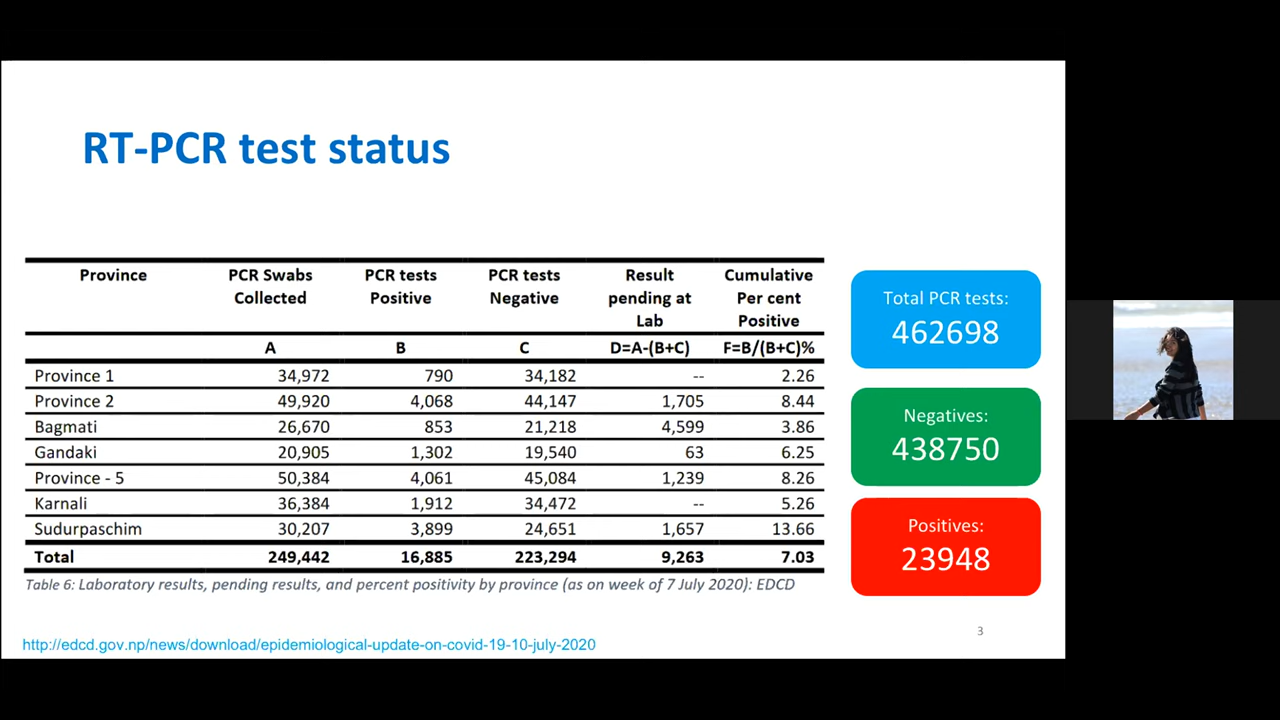 RT-PCR test status
Province PCR Swabs PCR tests PCR tests Result Cumulative
Collected Positive Negative pending at Per cent
Lab Positive
A B C D=A-(B+C) F=B/(B+C)%
Province 1 34,972 790 34,182 -- 2.26
Province 2 49,920 4,068 44,147 1,705 8.44
Bagmati 26,670 853 21,218 4,599 3.86
Gandaki 20,905 1,302 19,540 63 6.25
Province - 5 50,384 4,061 45,084 1,239 8.26
Karnali 36,384 1,912 34,472 -- 5.26
Sudurpaschim 30,207 3,899 24,651 1,657 13.66
Total 249,442 16,885 223,294 9,263 7.03
Table 6: Laboratory results, pending results, and percent positivity by province (as on week of 7 July 2020): EDCD
Total PCR tests:
462698
Negatives:
438750
Positives:
23948
3
http://edcd.gov.np/news/download/epidemiological-update-on-covid-19-10-july-2020